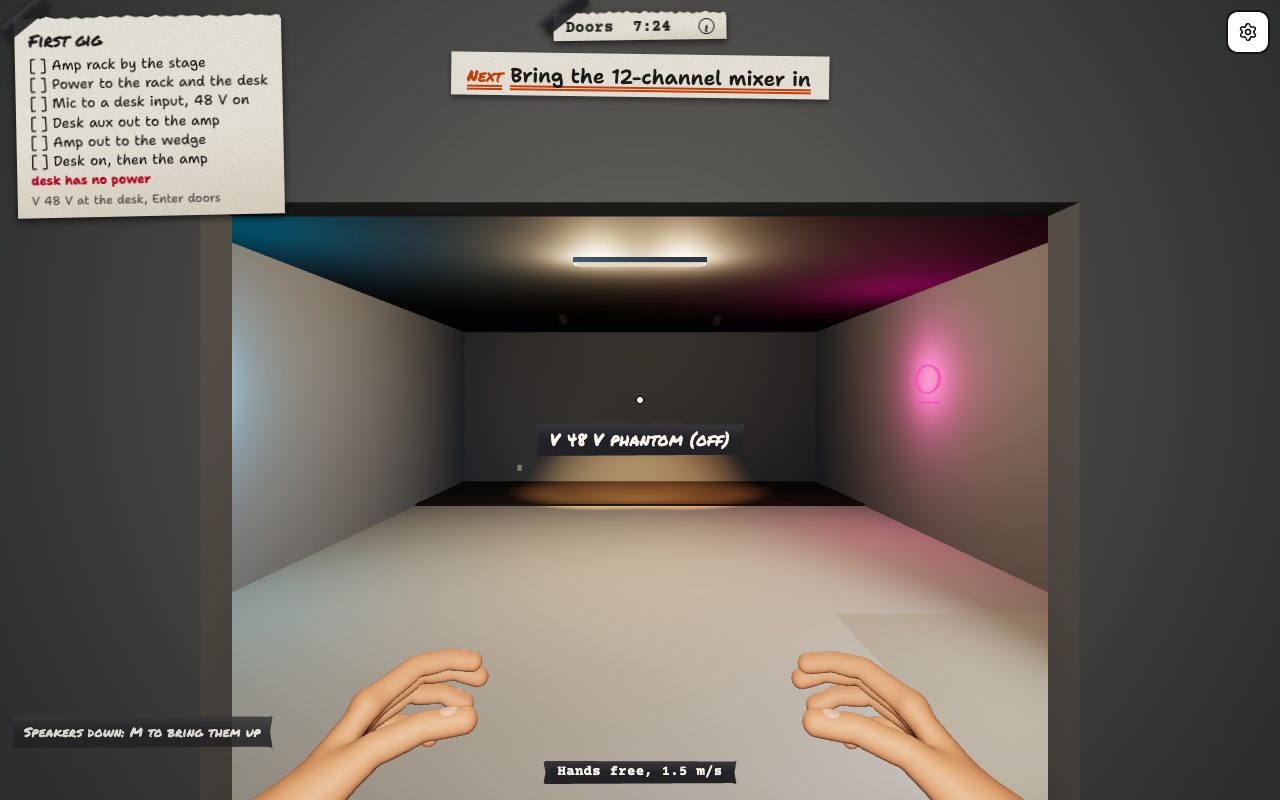 First gig
[ ] Amp rack by the stage
[ ] Power to the rack and the desk
[ ] Mic to a desk input, 48 V on
[ ] Desk aux out to the amp
[ ] Amp out to the wedge
[ ] Desk on, then the amp
desk has no power
V 48 V at the desk, Enter doors
Doors 7:24
Next Bring the 12-channel mixer in
V 48 V phantom (off)
Speakers down: M to bring them up
Hands free, 1.5 m/s